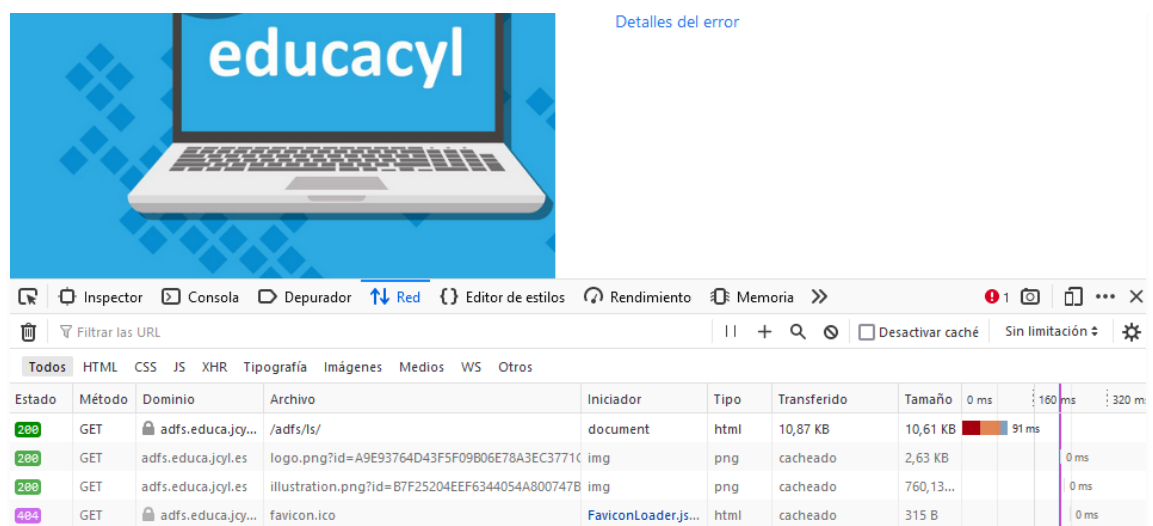 Detalles del error
educacyl
Inspector Consola Depurador Red Editor de estilos Rendimiento Memoria 1
Filtrar las URL Desactivar caché Sin limitación
Todos HTML CSS JS XHR Tipografía Imágenes Medios WS Otros
Estado Método Dominio Archivo Iniciador Tipo Transferido Tamaño 0 ms 160 ms 320 m
200 GET adfs.educa.jcy... /adfs/ls/ document html 10,87 KB 10,61 KB 91 ms
200 GET adfs.educa.jcyl.es logo.png?id=A9E93764D43F5F09B06E78A3EC3771C img png cacheado 2,63 KB 0 ms
200 GET adfs.educa.jcyl.es illustration.png?id=B7F25204EEF6344054A800747B img png cacheado 760,13... 0 ms
404 GET adfs.educa.jcy... favicon.ico FaviconLoader.js... html cacheado 315 B 0 ms